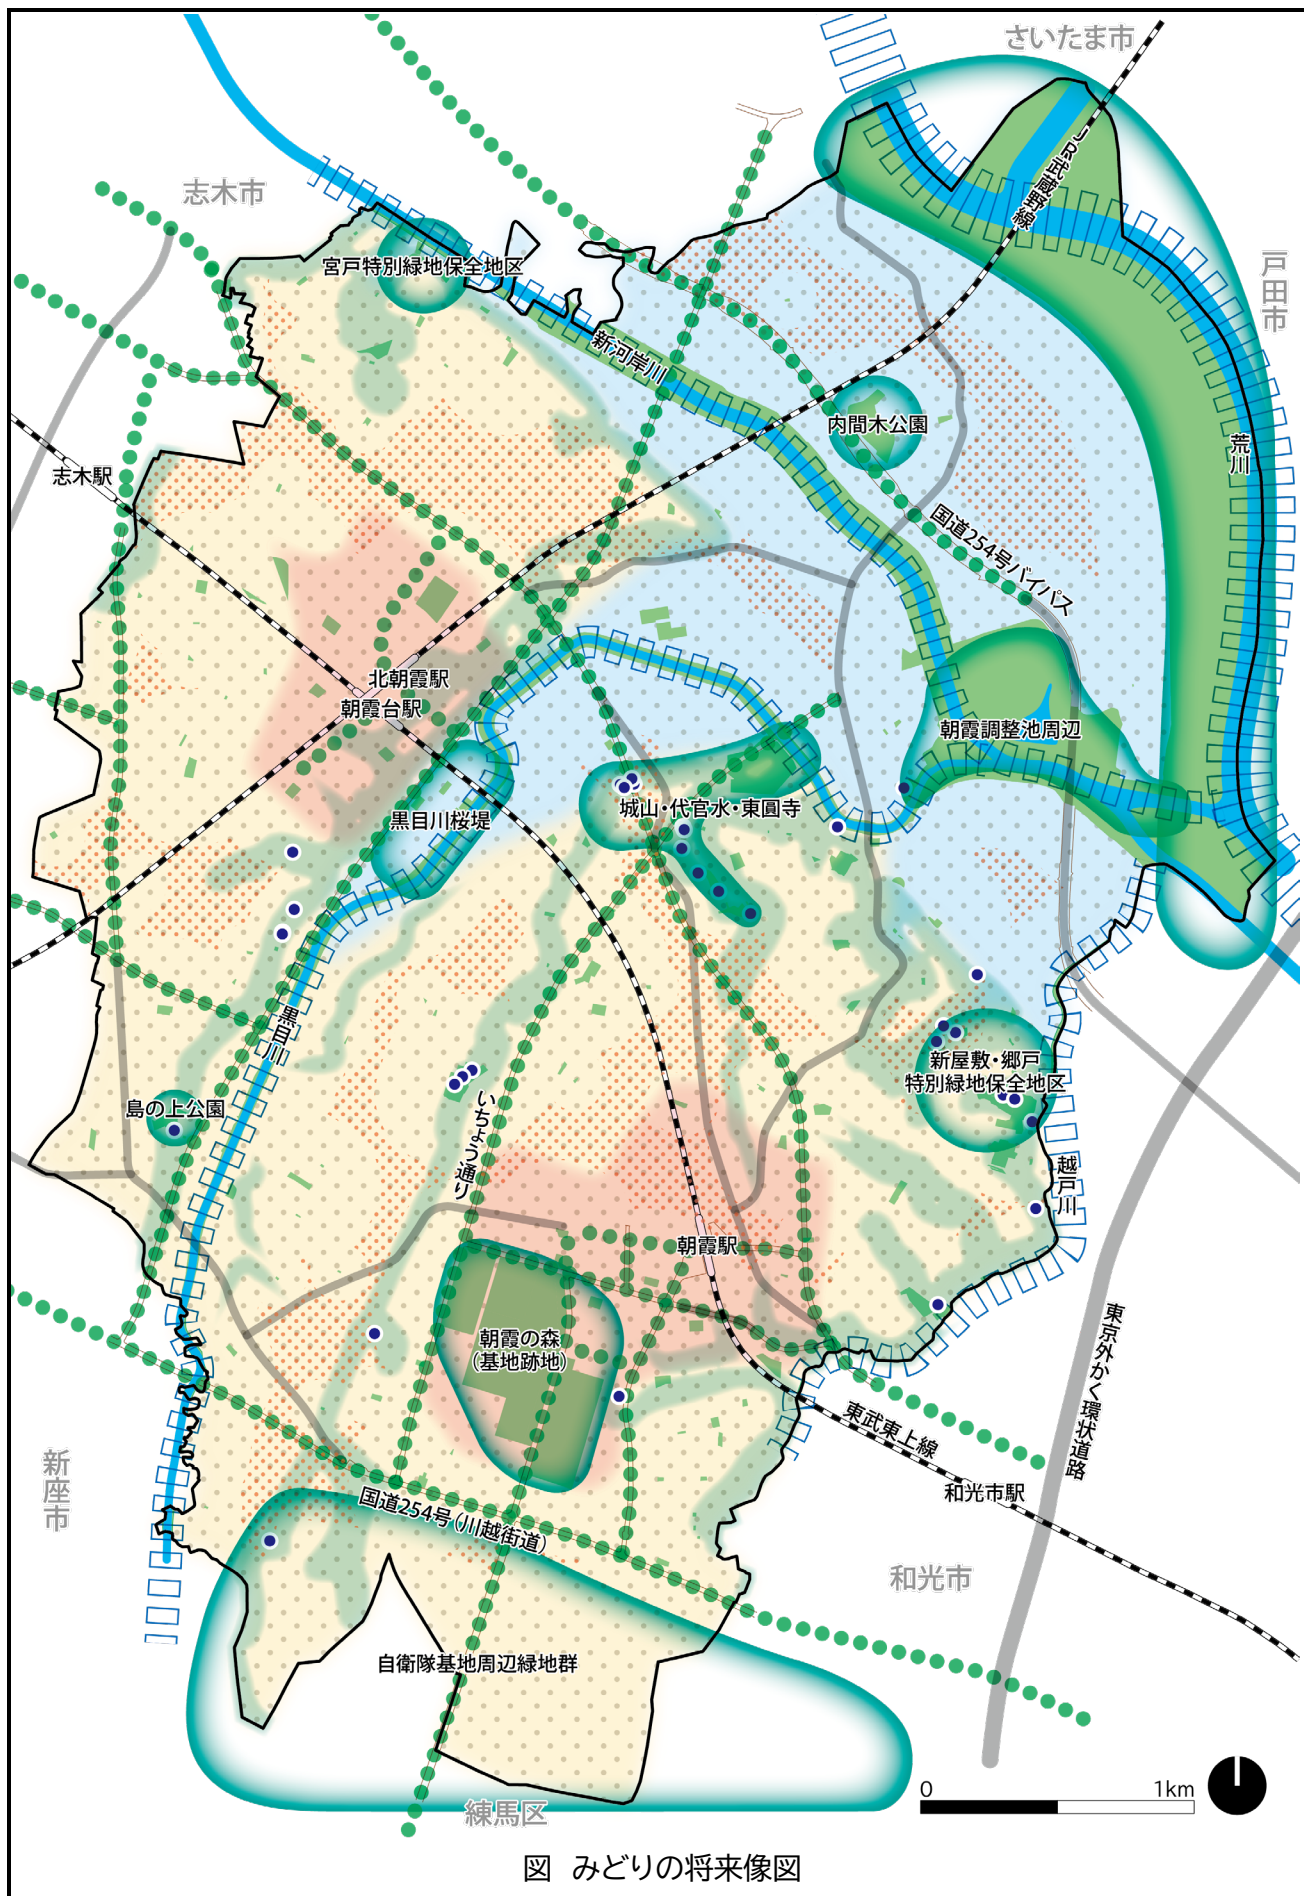 さいたま市
JR武蔵野線
志木市
戸田市
宮戸特別緑地保全地区
新河岸川
内間木公園
荒川
志木駅
国道254号バイパス
北朝霞駅
朝霞台駅
朝霞調整池周辺
黒目川桜堤
城山・代官水・東圓寺
黒目川
新屋敷・郷戸
特別緑地保全地区
島の上公園
いちょう通り
越戸川
朝霞駅
朝霞の森
(基地跡地)
東京外かく環状道路
東武東上線
新座市
国道254号(川越街道)
和光市駅
和光市
自衛隊基地周辺緑地群
0 1km
練馬区
図 みどりの将来像図